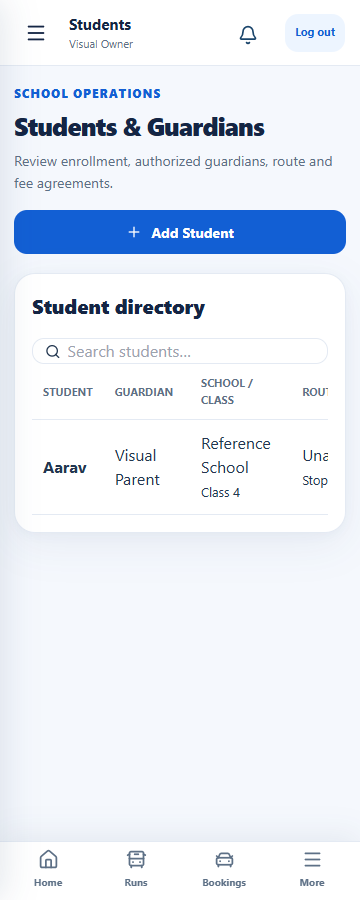 Students
Visual Owner
Log out
SCHOOL OPERATIONS
Students & Guardians
Review enrollment, authorized guardians, route and
fee agreements.
+ Add Student
Student directory
Search students...
STUDENT GUARDIAN SCHOOL / CLASS ROUT
Aarav
Visual
Parent
Reference
School
Class 4
Una
Stop
Home Runs Bookings More